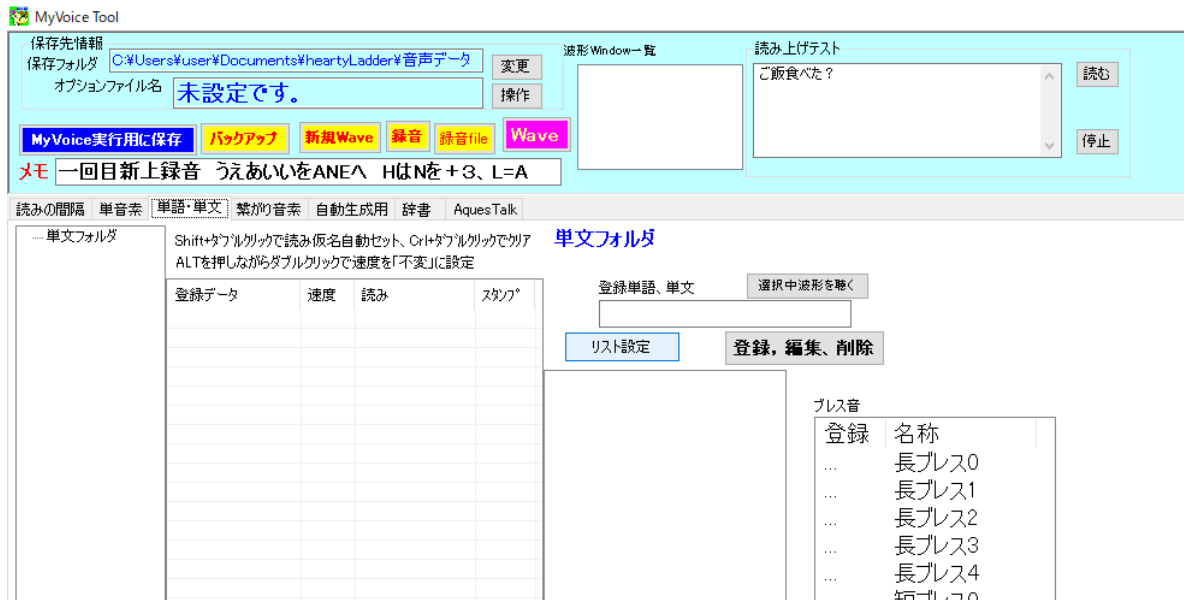 MyVoice Tool
保存先情報
保存フォルダ C:¥Users¥user¥Documents¥heartyLadder¥音声データ 変更
オプションファイル名 未設定です。 操作
MyVoice実行用に保存 バックアップ 新規Wave 録音 録音file Wave
メモ 一回目新上録音 うえあいいをANEへ HはNを+3、L=A
波形Window一覧
読み上げテスト
ご飯食べた?
読む
停止
読みの間隔 単音素 単語・単文 繋がり音素 自動生成用 辞書 AquesTalk
単文フォルダ
Shift+ダブルクリックで読み仮名自動セット、Crl+ダブルクリックでクリア
ALTを押しながらダブルクリックで速度を「不変」に設定
登録データ 速度 読み スタンプ
単文フォルダ
登録単語、単文 選択中波形を聴く
リスト設定 登録,編集、削除
ブレス音
登録 名称
... 長ブレス0
... 長ブレス1
... 長ブレス2
... 長ブレス3
... 長ブレス4
短ブレス0